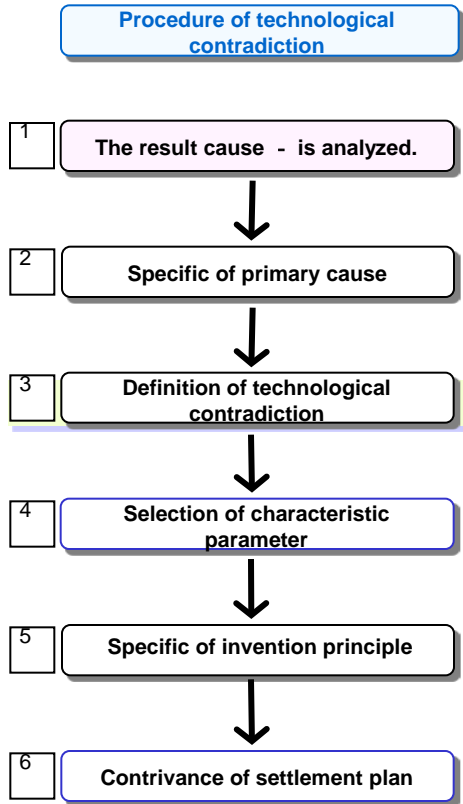 Procedure of technological
contradiction
1
The result cause - is analyzed.
2
Specific of primary cause
3
Definition of technological
contradiction
4
Selection of characteristic
parameter
5
Specific of invention principle
6
Contrivance of settlement plan